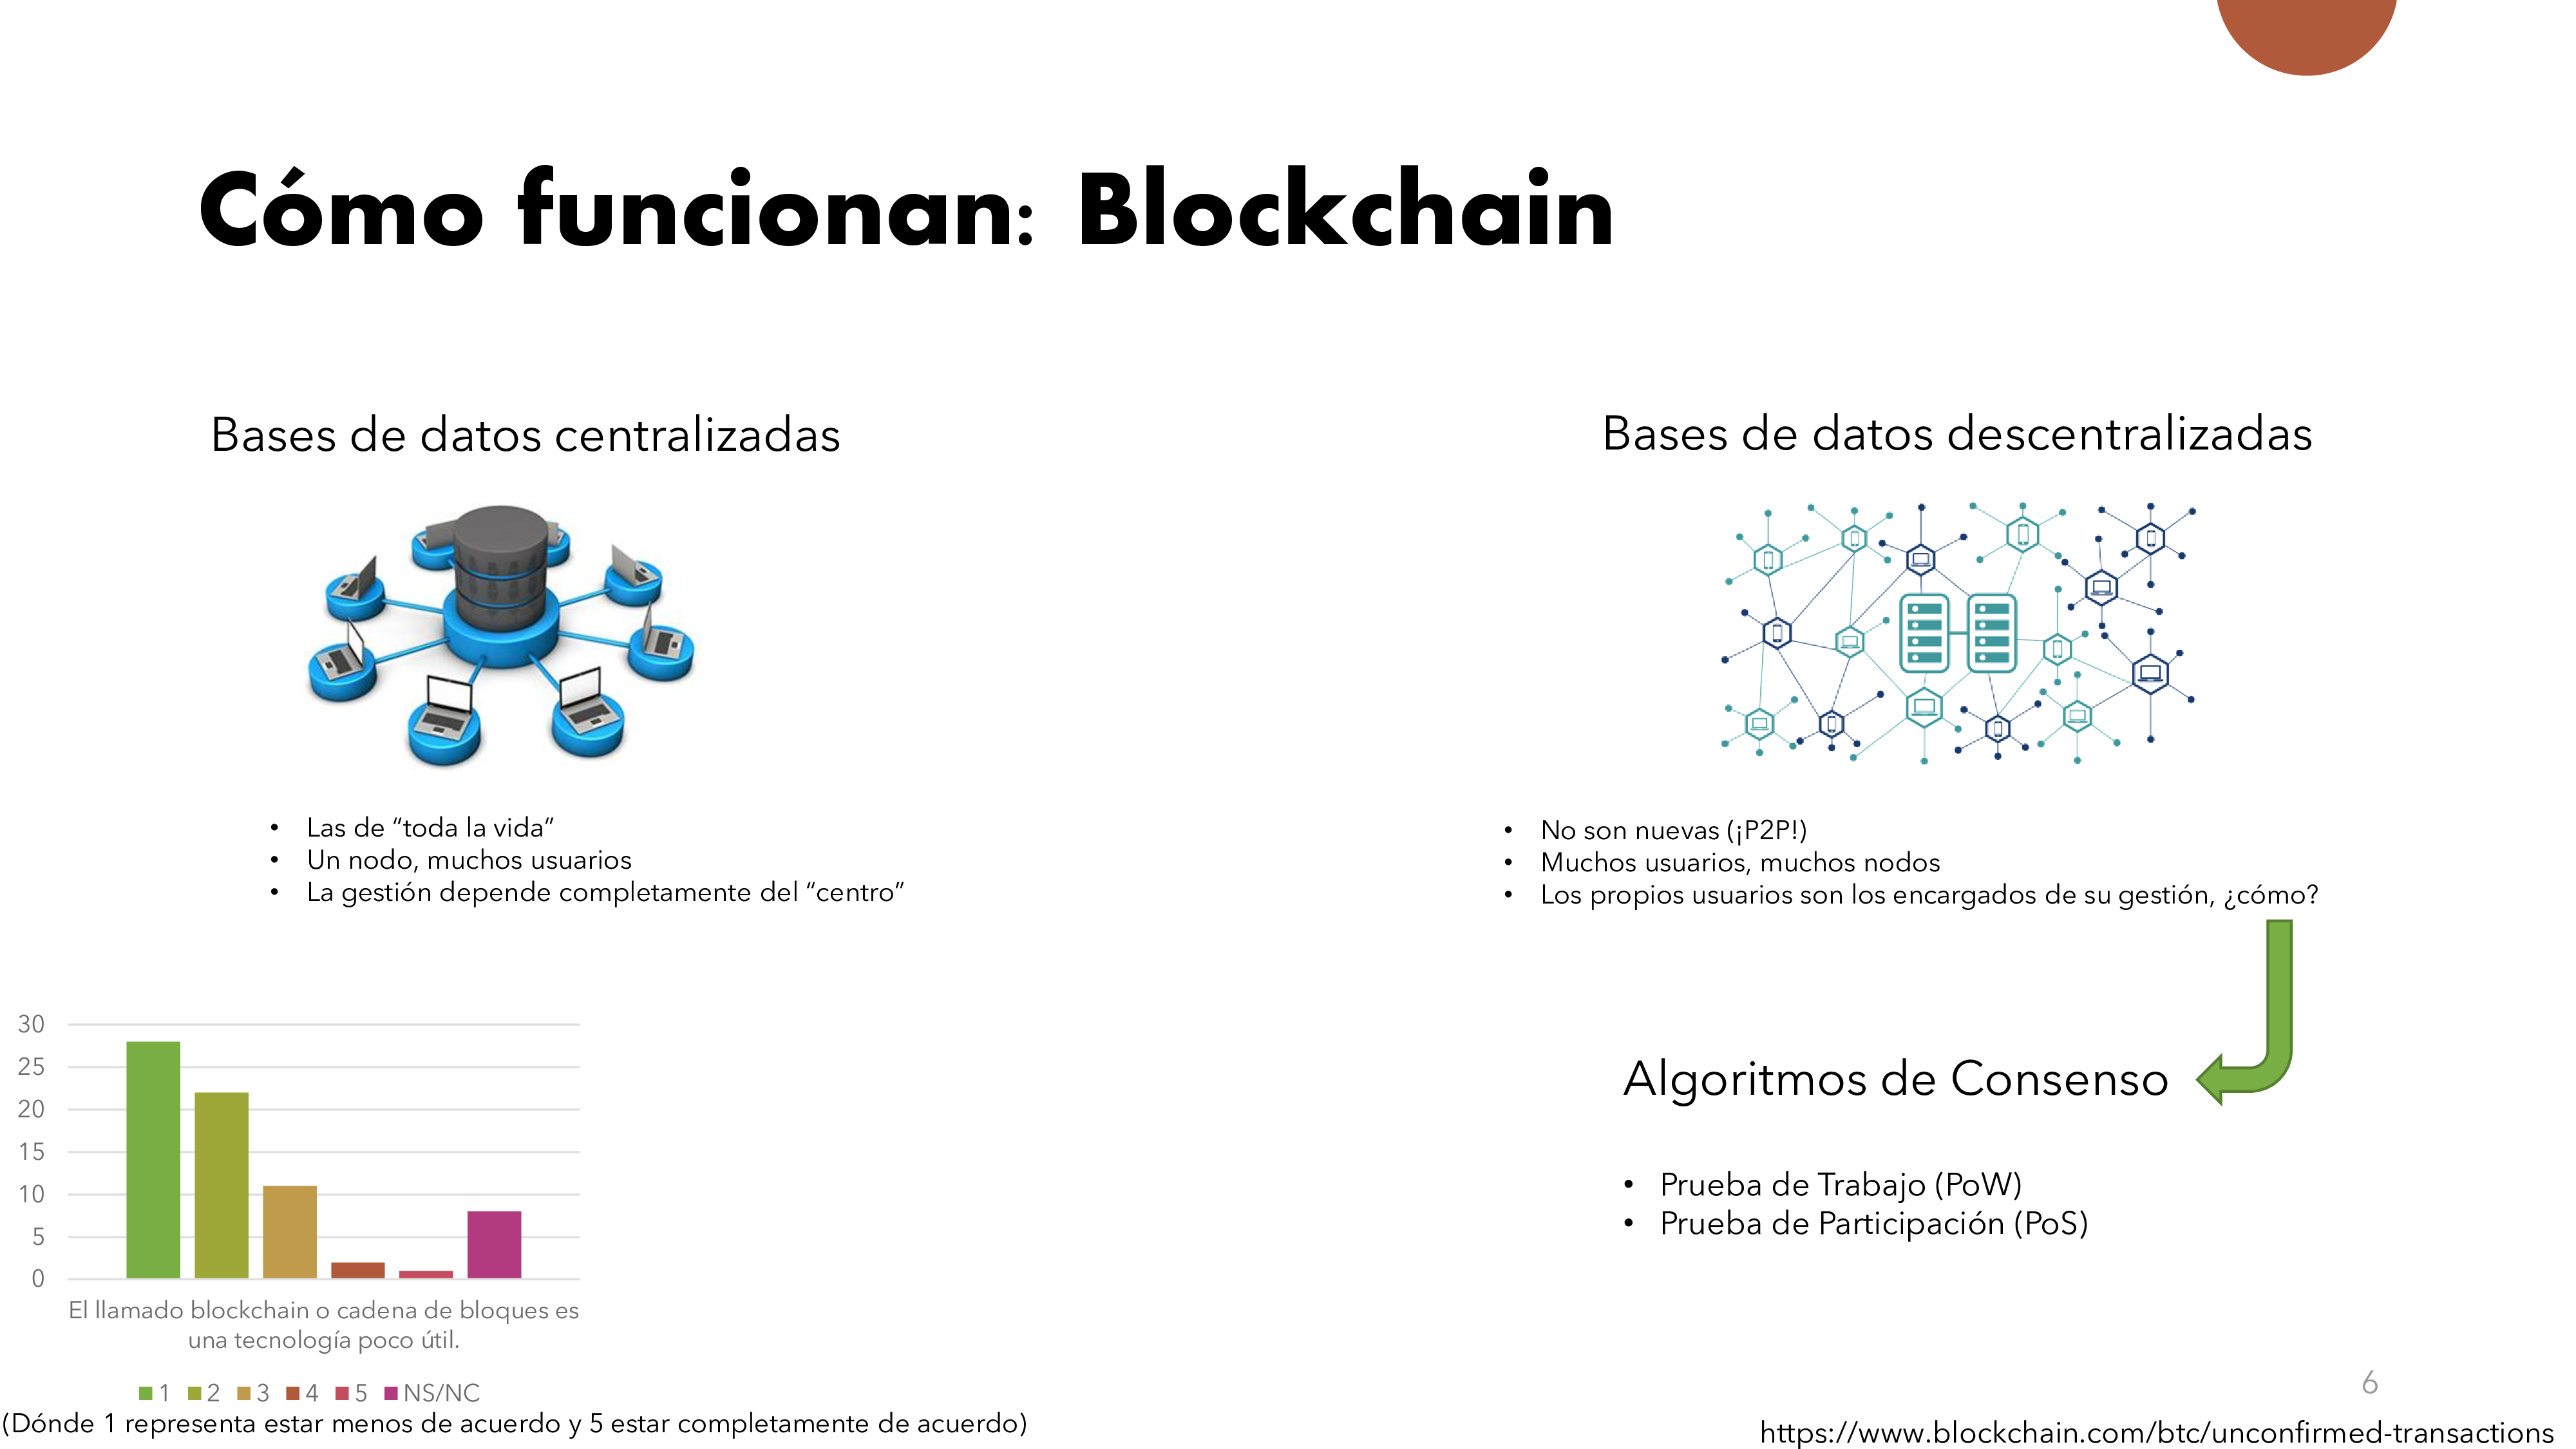 Cómo funcionan: Blockchain
Bases de datos centralizadas
• Las de “toda la vida”
• Un nodo, muchos usuarios
• La gestión depende completamente del “centro”
Bases de datos descentralizadas
• No son nuevas (¡P2P!)
• Muchos usuarios, muchos nodos
• Los propios usuarios son los encargados de su gestión, ¿cómo?
Algoritmos de Consenso
• Prueba de Trabajo (PoW)
• Prueba de Participación (PoS)
30
25
20
15
10
5
0
El llamado blockchain o cadena de bloques es
una tecnología poco útil.
1 2 3 4 5 NS/NC
(Dónde 1 representa estar menos de acuerdo y 5 estar completamente de acuerdo)
6
https://www.blockchain.com/btc/unconfirmed-transactions